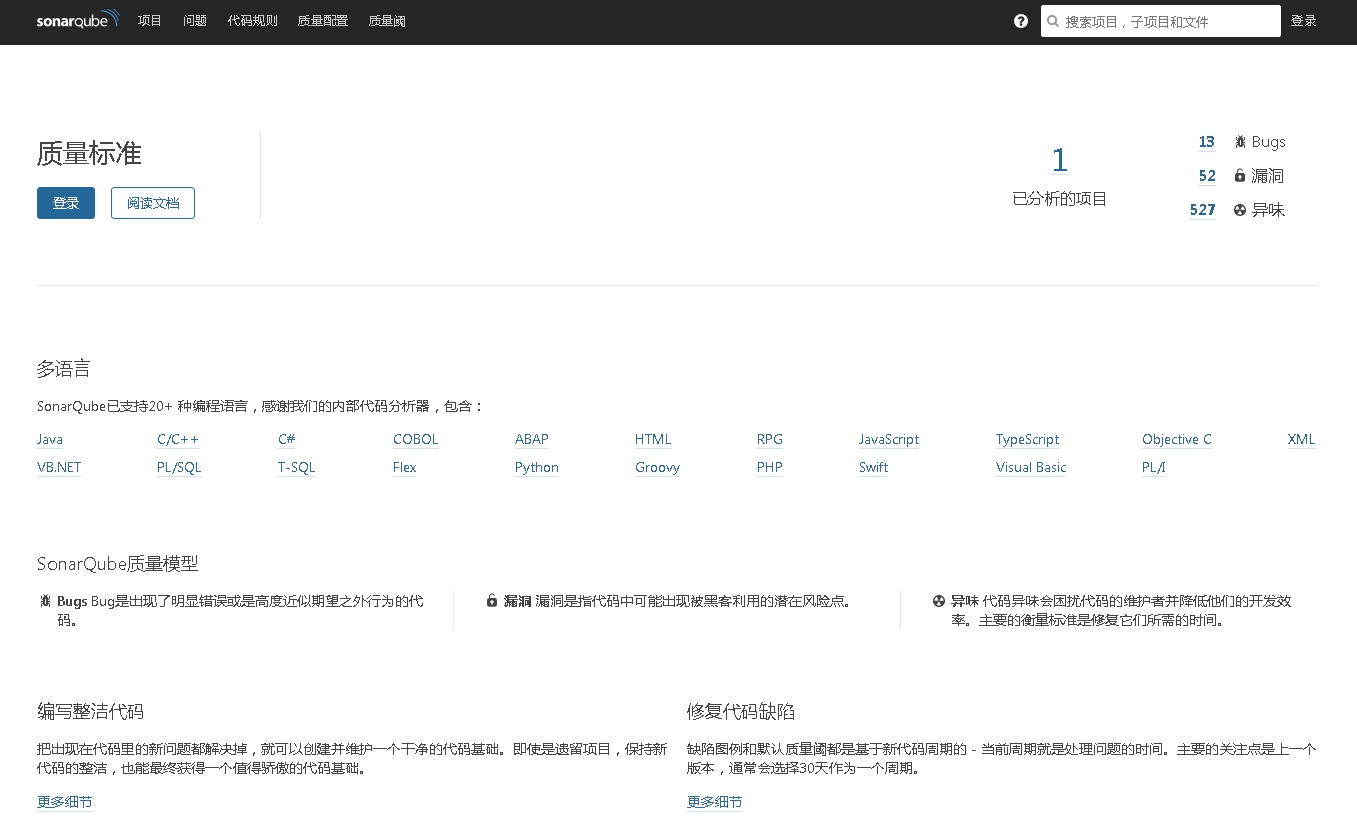 sonarqube 项目 问题 代码规则 质量配置 质量阈 ? 搜索项目，子项目和文件 登录
质量标准
登录 阅读文档
1
已分析的项目
13 Bugs
52 漏洞
527 异味
多语言
SonarQube已支持20+ 种编程语言，感谢我们的内部代码分析器，包含：
Java C/C++ C# COBOL ABAP HTML RPG JavaScript TypeScript Objective C XML
VB.NET PL/SQL T-SQL Flex Python Groovy PHP Swift Visual Basic PL/I
SonarQube质量模型
Bugs Bug是出现了明显错误或是高度近似期望之外行为的代
码。
漏洞 漏洞是指代码中可能出现被黑客利用的潜在风险点。
异味 代码异味会困扰代码的维护者并降低他们的开发效
率。主要的衡量标准是修复它们所需的时间。
编写整洁代码
把出现在代码里的新问题都解决掉，就可以创建并维护一个干净的代码基础。即使是遗留项目，保持新
代码的整洁，也能最终获得一个值得骄傲的代码基础。
更多细节
修复代码缺陷
缺陷图例和默认质量阈都是基于新代码周期的 - 当前周期就是处理问题的时间。主要的关注点是上一个
版本，通常会选择30天作为一个周期。
更多细节